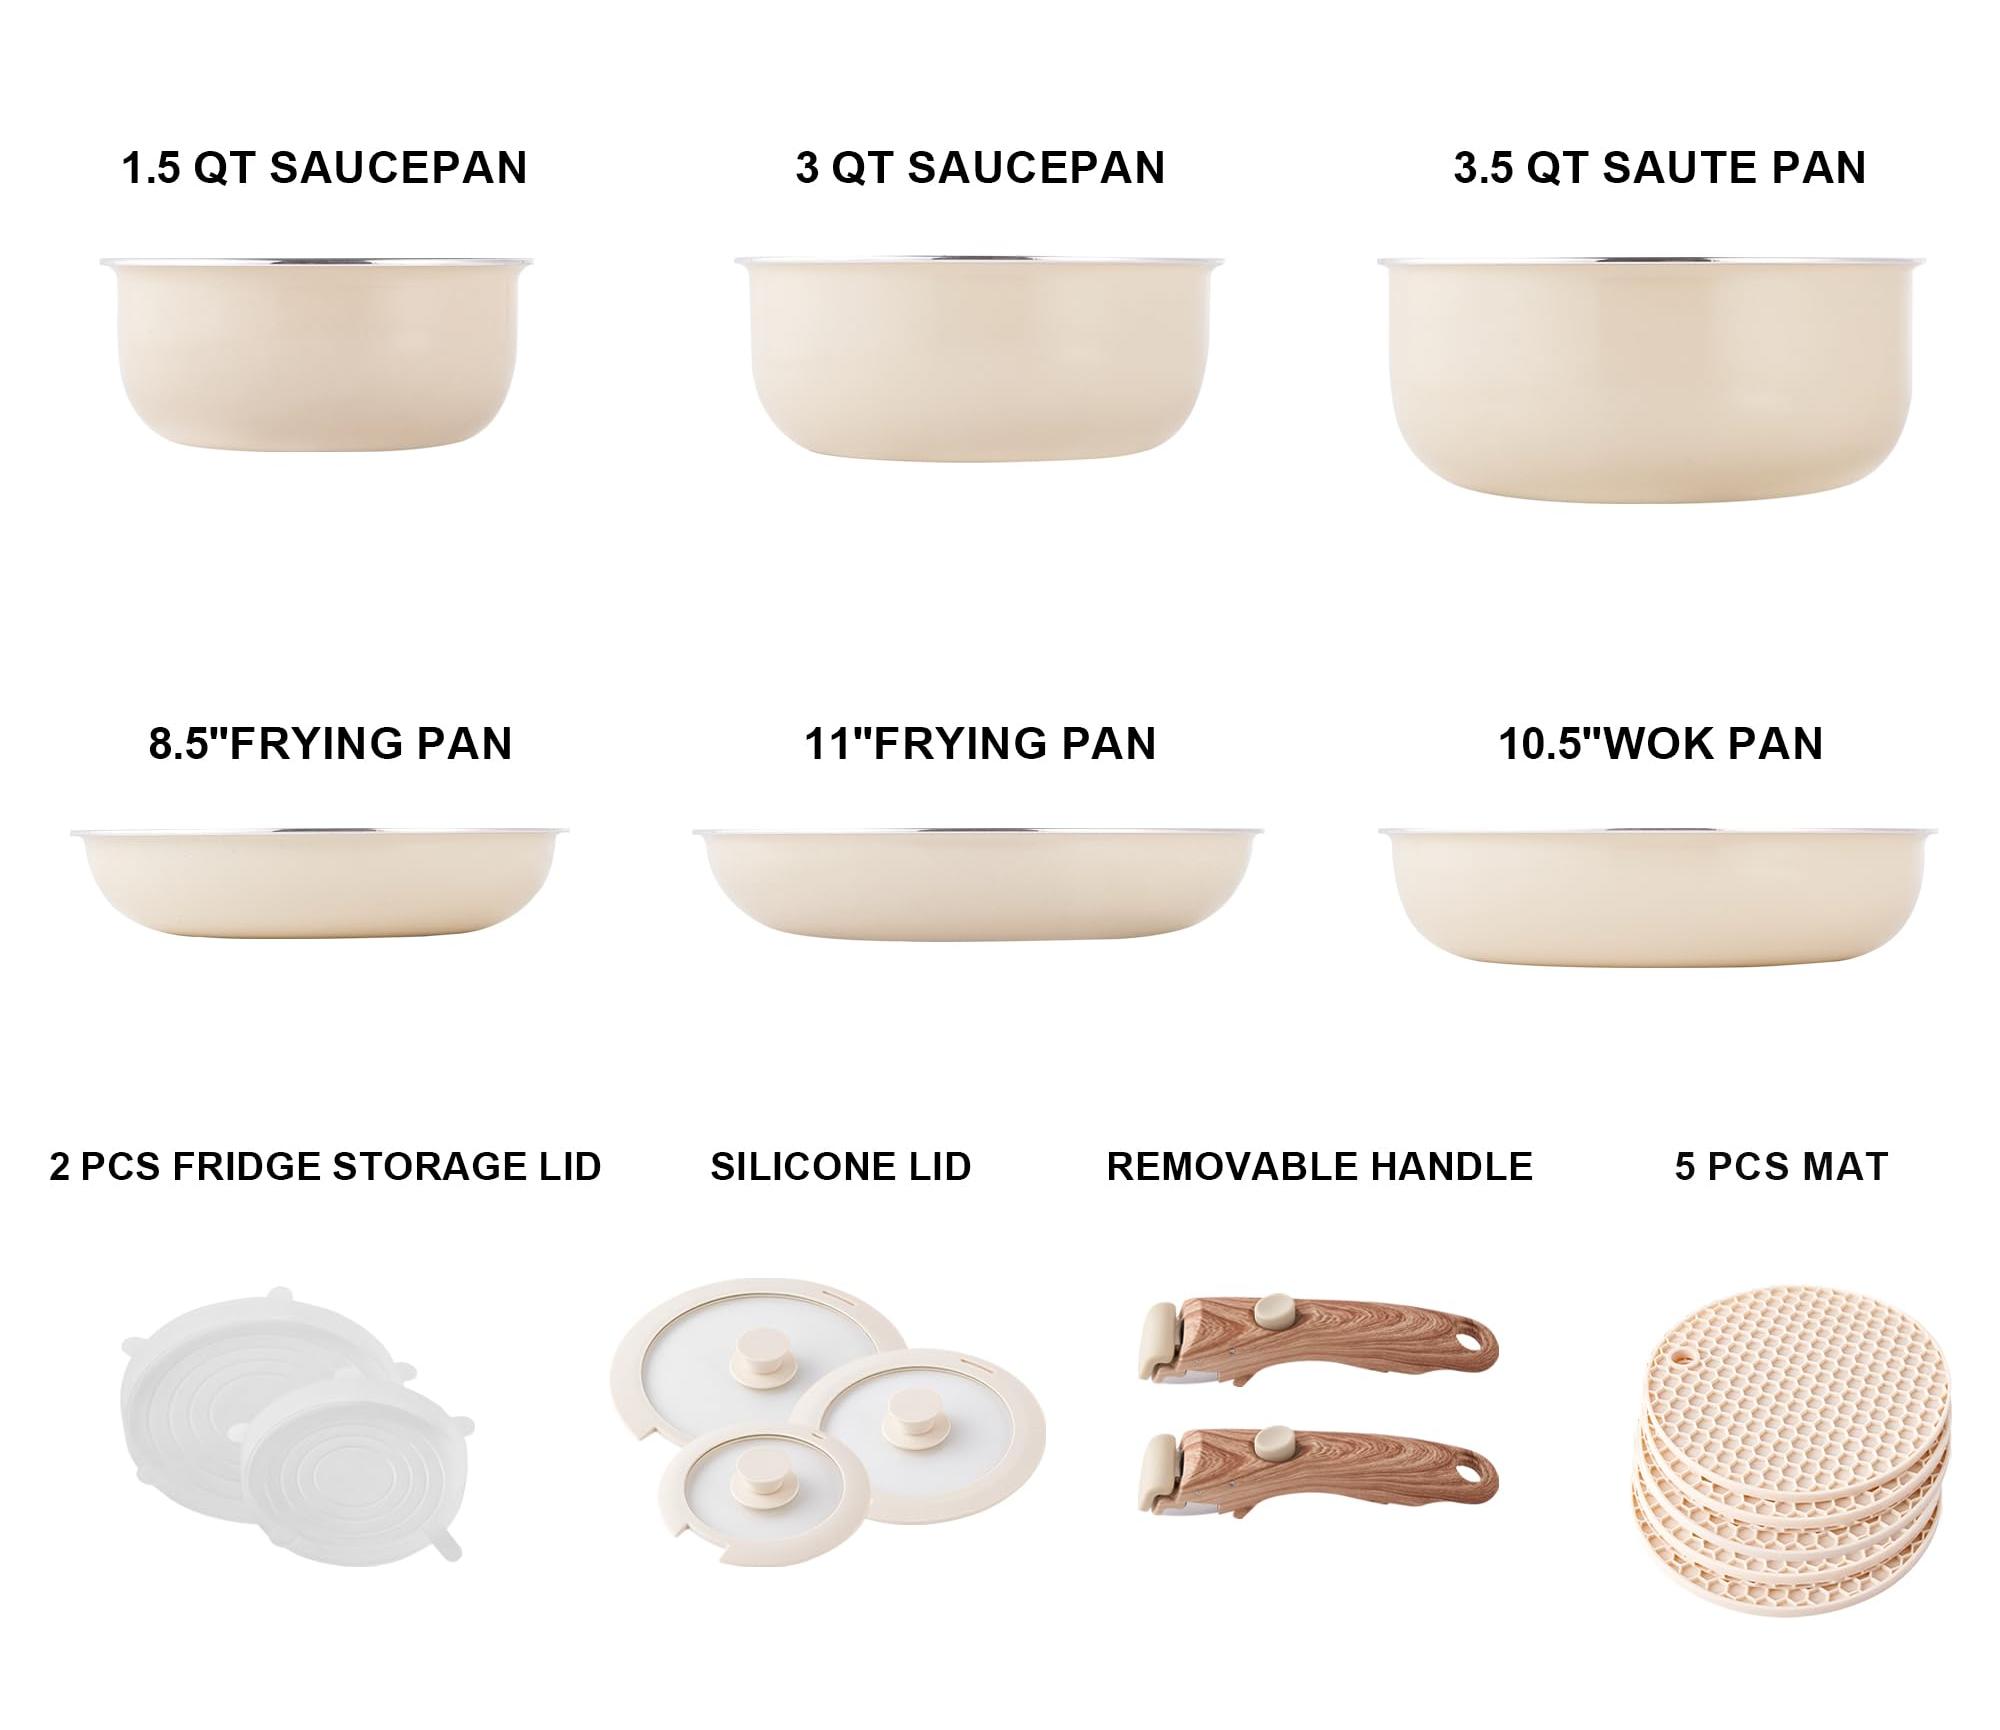 1.5 QT SAUCEPAN
3 QT SAUCEPAN
3.5 QT SAUTE PAN
8.5"FRYING PAN
11"FRYING PAN
10.5"WOK PAN
2 PCS FRIDGE STORAGE LID
SILICONE LID
REMOVABLE HANDLE
5 PCS MAT